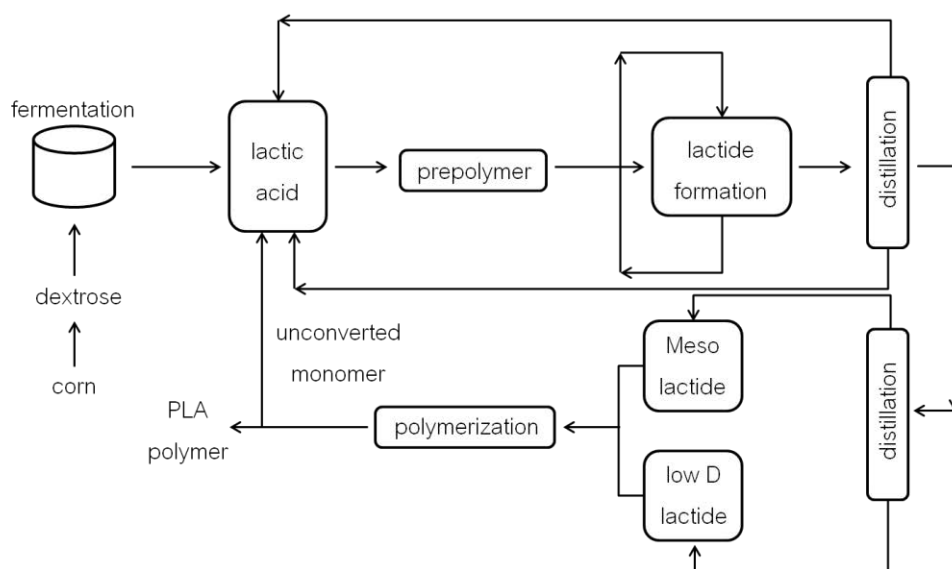 fermentation
lactic
acid
prepolymer
lactide
formation
distillation
dextrose
corn
unconverted
monomer
PLA
polymer
polymerization
Meso
lactide
low D
lactide
distillation